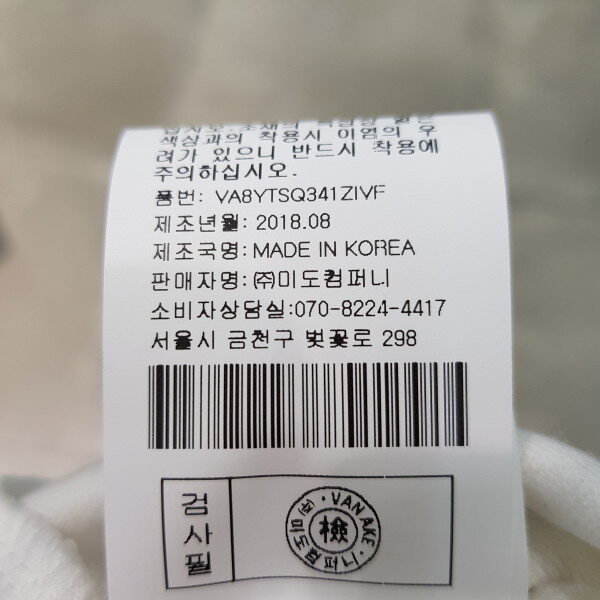 색상과의 착용시 이염의 우
려가 있으니 반드시 착용에
주의하십시오.
품번: VA8YTSQ341ZIVF
제조년월: 2018.08
제조국명: MADE IN KOREA
판매자명: ㈜미도컴퍼니
소비자상담실:070-8224-4417
서울시 금천구 벚꽃로 298
검사필
VAN AKE
檢
㈜미도컴퍼니